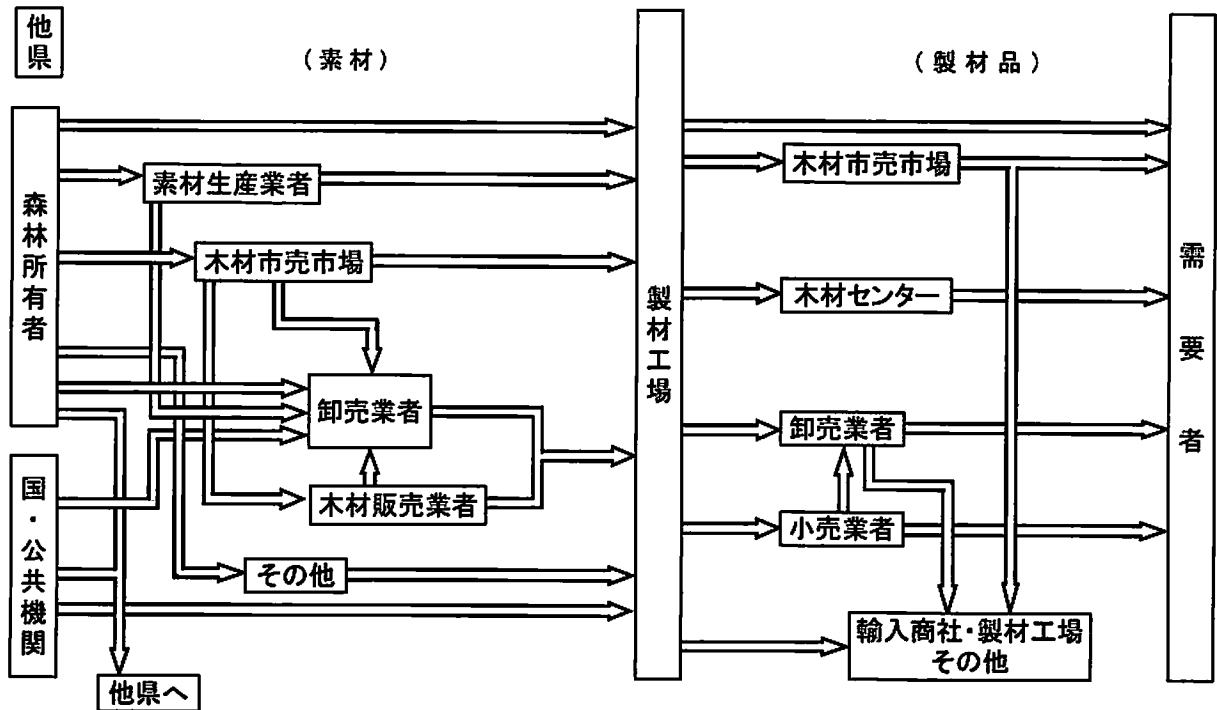 他県
(素材)
(製材品)
森林所有者
素材生産業者
木材市売市場
卸売業者
木材販売業者
その他
国・公共機関
他県へ
製材工場
木材市売市場
木材センター
卸売業者
小売業者
輸入商社・製材工場
その他
需要者